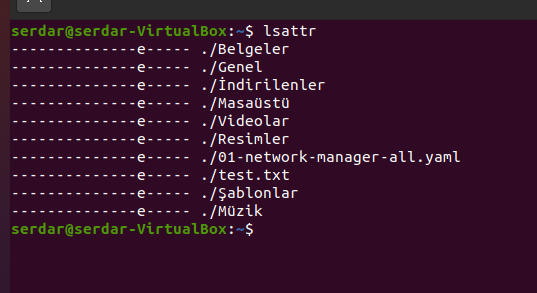 serdar@serdar-VirtualBox:~$ lsattr
--------------e----- ./Belgeler
--------------e----- ./Genel
--------------e----- ./İndirilenler
--------------e----- ./Masaüstü
--------------e----- ./Videolar
--------------e----- ./Resimler
--------------e----- ./01-network-manager-all.yaml
--------------e----- ./test.txt
--------------e----- ./Şablonlar
--------------e----- ./Müzik
serdar@serdar-VirtualBox:~$